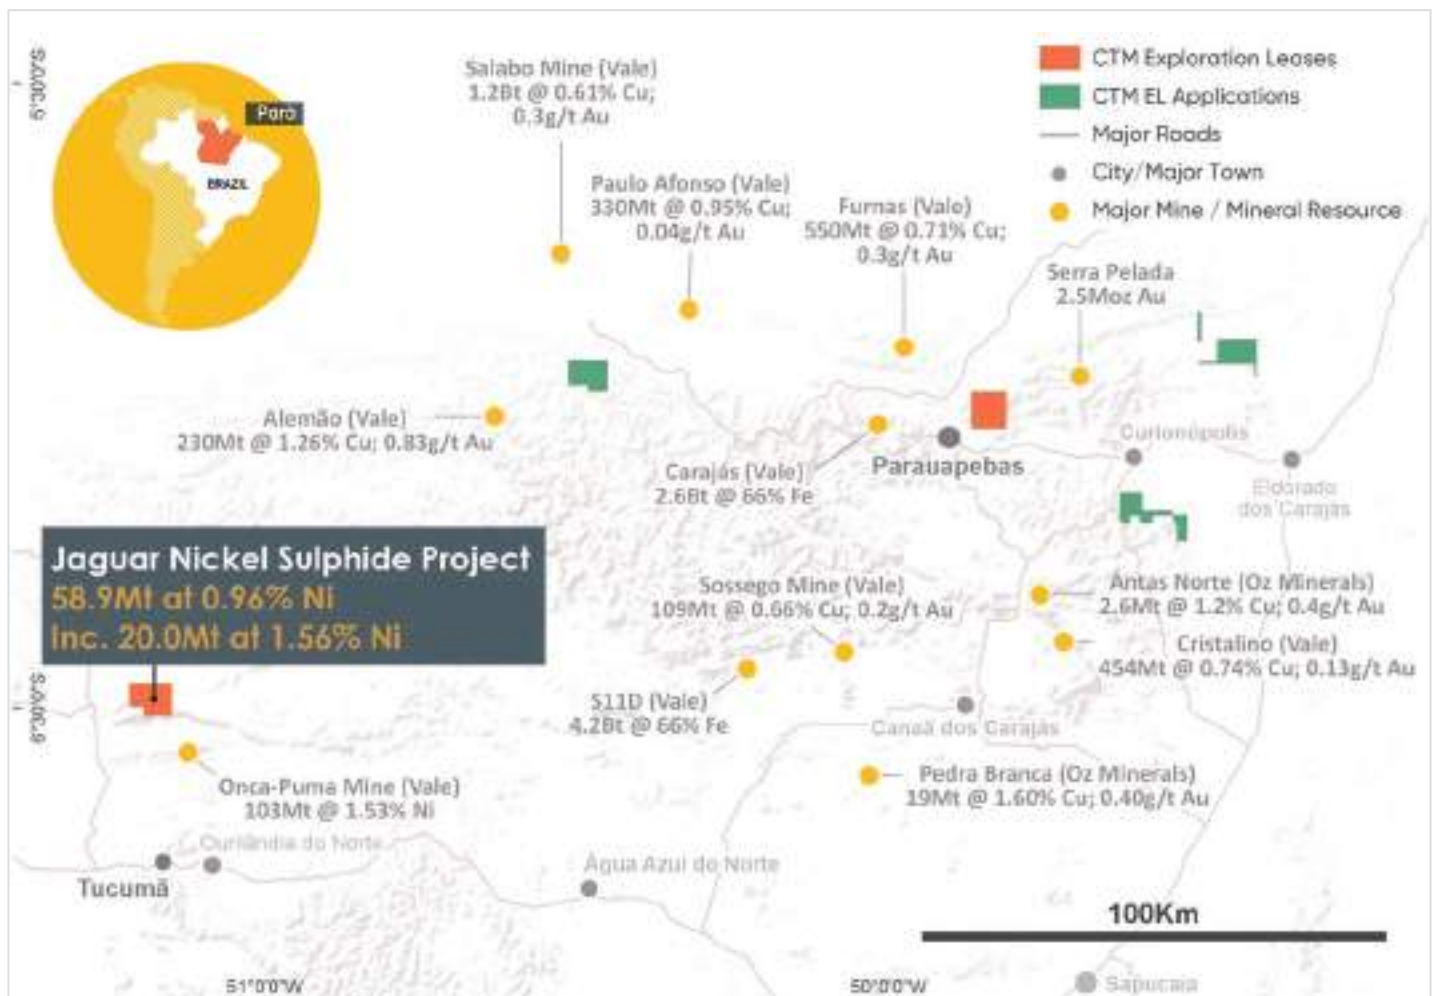 5°30'0"S
Pará
BRAZIL
Salabo Mine (Vale)
1.2Bt @ 0.61% Cu;
0.3g/t Au
Paulo Afonso (Vale)
330Mt @ 0.95% Cu;
0.04g/t Au
Furnas (Vale)
550Mt @ 0.71% Cu;
0.3g/t Au
CTM Exploration Leases
CTM EL Applications
Major Roads
City/Major Town
Major Mine / Mineral Resource
Serra Pelada
2.5Moz Au
Alemão (Vale)
230Mt @ 1.26% Cu; 0.83g/t Au
Carajás (Vale)
2.6Bt @ 66% Fe
Parauapebas
Curionópolis
Eldorado
dos Carajás
Jaguar Nickel Sulphide Project
58.9Mt at 0.96% Ni
Inc. 20.0Mt at 1.56% Ni
Sossego Mine (Vale)
109Mt @ 0.66% Cu; 0.2g/t Au
Antas Norte (Oz Minerals)
2.6Mt @ 1.2% Cu; 0.4g/t Au
Cristalino (Vale)
454Mt @ 0.74% Cu; 0.13g/t Au
S11D (Vale)
4.2Bt @ 66% Fe
6°30'0"S
Canaã dos Carajás
Onca-Puma Mine (Vale)
103Mt @ 1.53% Ni
Pedra Branca (Oz Minerals)
19Mt @ 1.60% Cu; 0.40g/t Au
Ourilândia do Norte
Tucumã
Água Azul do Norte
100Km
51°0'0"W
50°0'0"W
Sapucaia